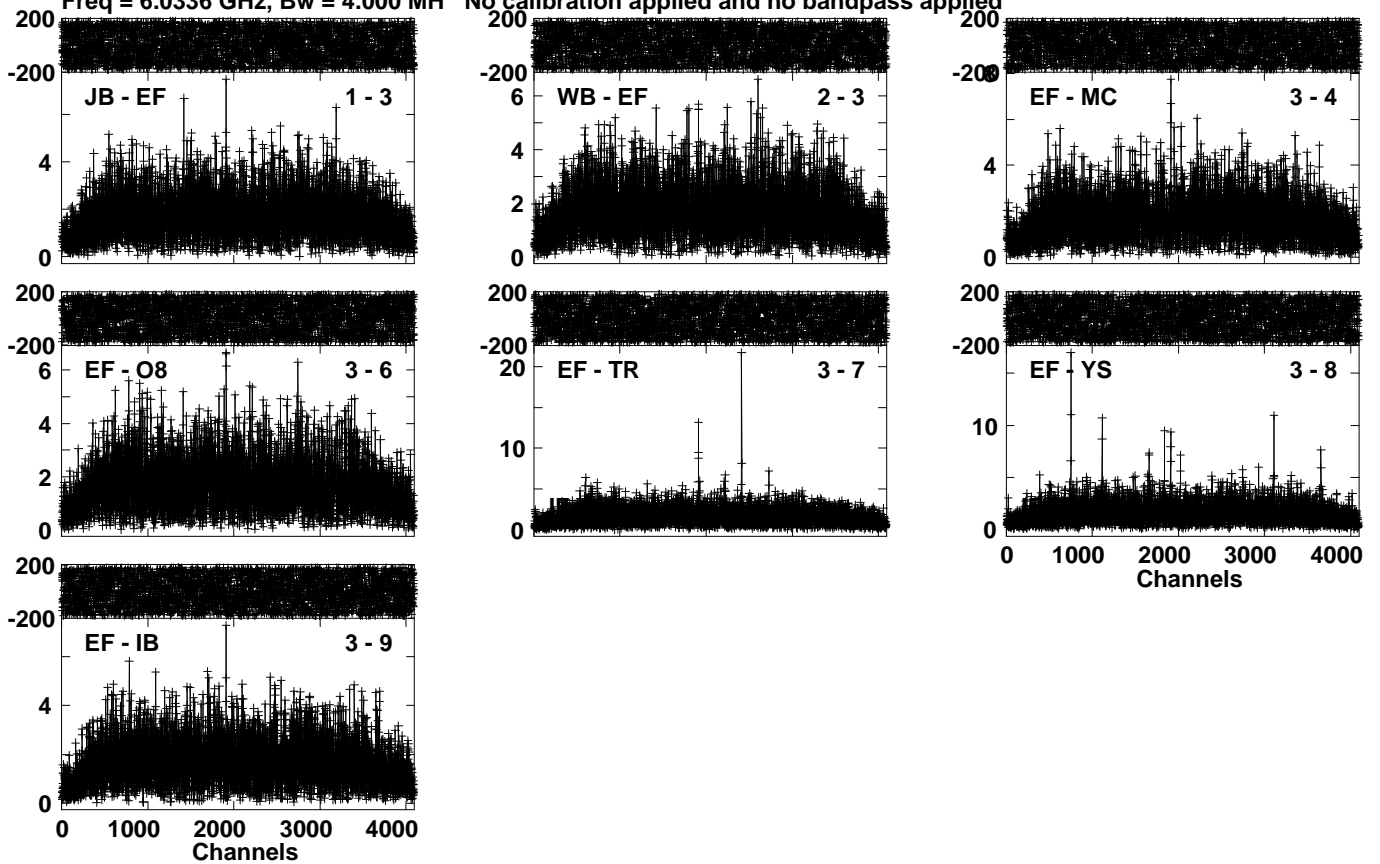 Freq = 6.0336 GHz, Bw = 4.000 MH No calibration applied and no bandpass applied
200 200 200
-200 -200 -200
JB - EF 1 - 3 WB - EF 2 - 3 EF - MC 3 - 4
8
6
4 4 4
2
0 0 0
200 200 200
-200 -200 -200
EF - O8 3 - 6 EF - TR 3 - 7 EF - YS 3 - 8
6 20
4 10 10
2
0 0 0
0 1000 2000 3000 4000
Channels
200
-200
EF - IB 3 - 9
4
0
0 1000 2000 3000 4000
Channels